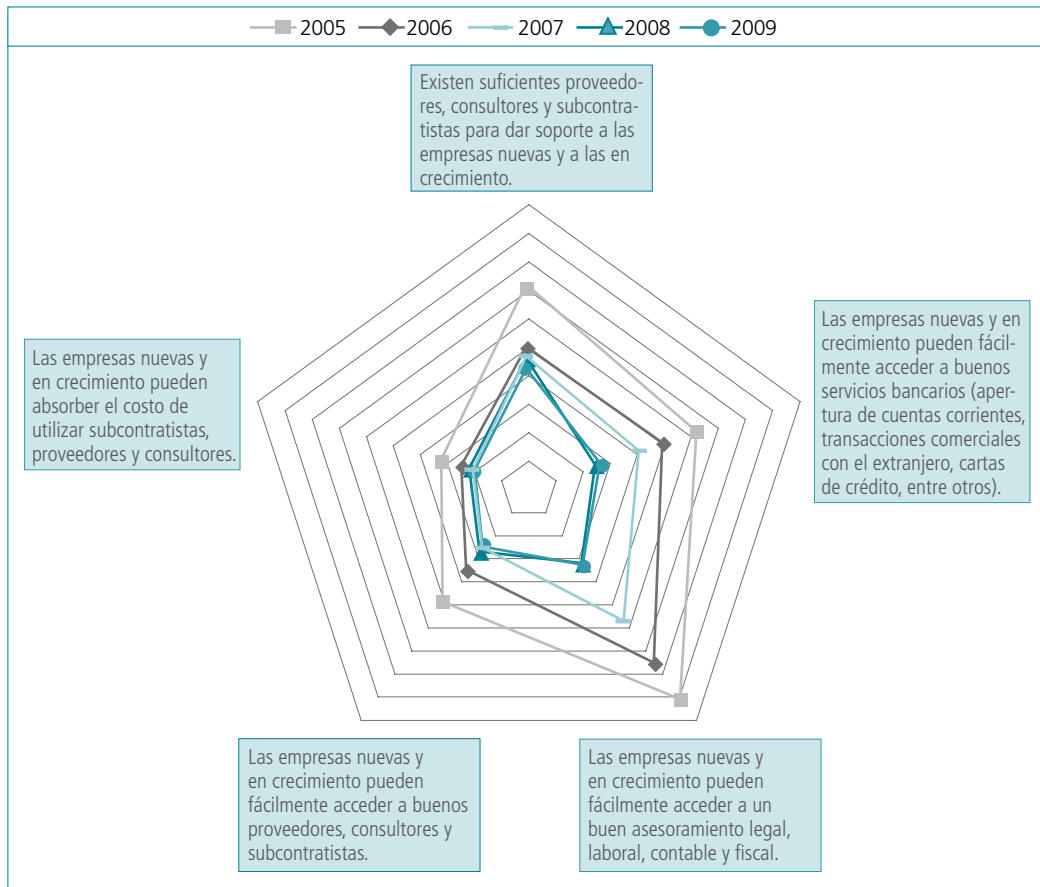 2005 2006 2007 2008 2009
Existen suficientes proveedo-
res, consultores y subcontra-
tistas para dar soporte a las
empresas nuevas y a las en
crecimiento.
Las empresas nuevas y en
crecimiento pueden fácil-
mente acceder a buenos
servicios bancarios (aper-
tura de cuentas corrientes,
transacciones comerciales
con el extranjero, cartas
de crédito, entre otros).
Las empresas nuevas y
en crecimiento pueden
absorber el costo de
utilizar subcontratistas,
proveedores y consultores.
Las empresas nuevas y
en crecimiento pueden
fácilmente acceder a buenos
proveedores, consultores y
subcontratistas.
Las empresas nuevas y
en crecimiento pueden
fácilmente acceder a un
buen asesoramiento legal,
laboral, contable y fiscal.